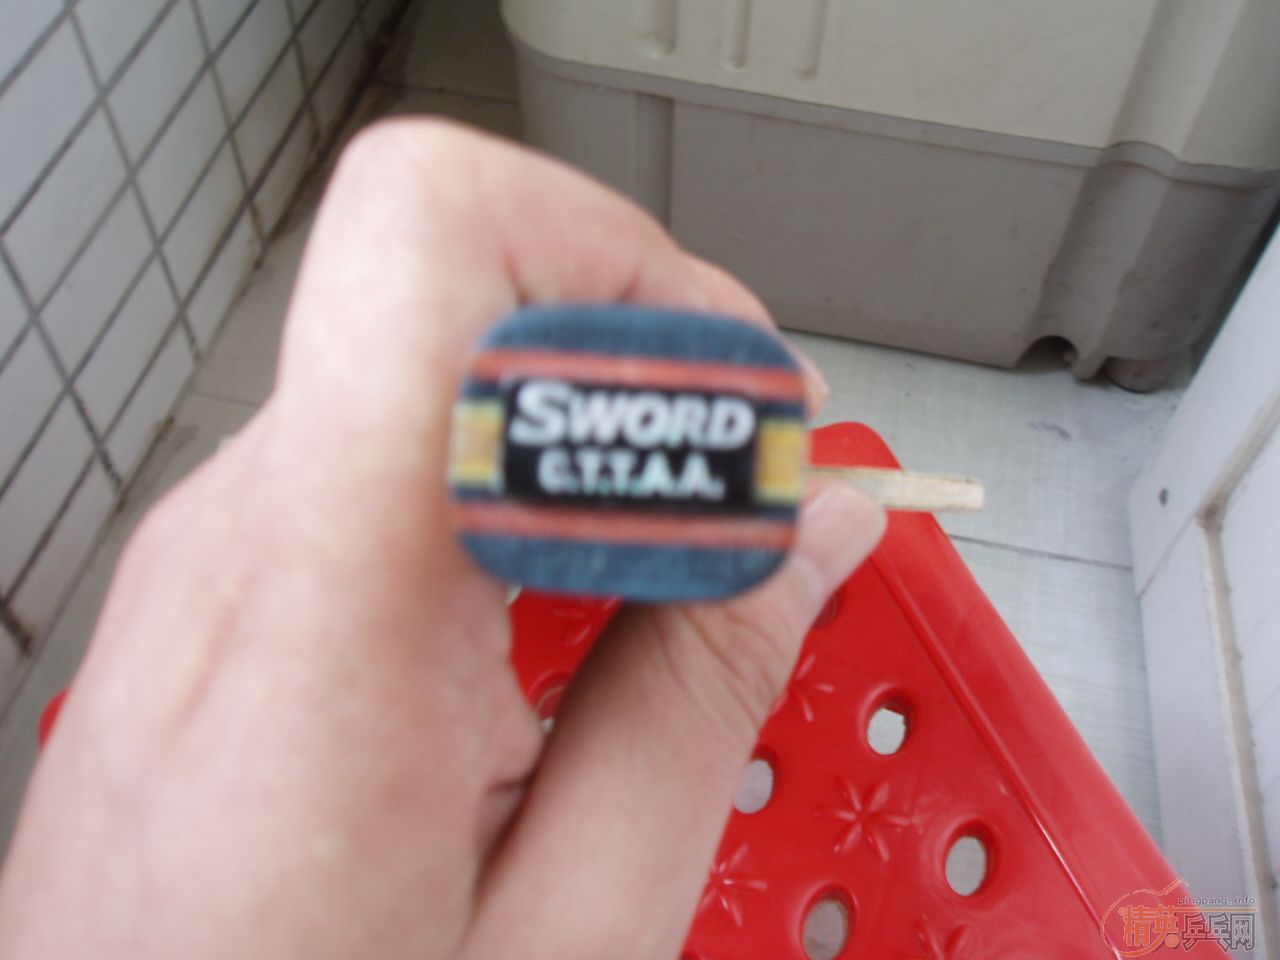 SWORD
C.T.T.A.A.
pingpang.info
精英乒乓网